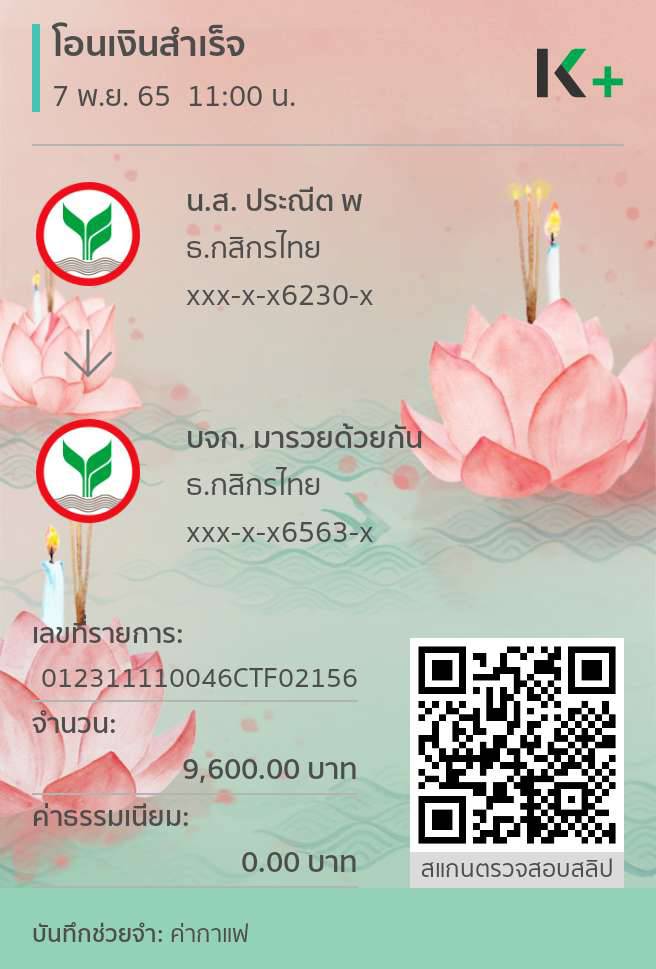 โอนเงินสำเร็จ
7 พ.ย. 65 11:00 น.
K+
น.ส. ประณีต พ
ธ.กสิกรไทย
xxx-x-x6230-x
บจก. มารวยด้วยกัน
ธ.กสิกรไทย
xxx-x-x6563-x
เลขที่รายการ:
012311110046CTF02156
จำนวน:
9,600.00 บาท
ค่าธรรมเนียม:
0.00 บาท
สแกนตรวจสอบสลิป
บันทึกช่วยจำ: ค่ากาแฟ